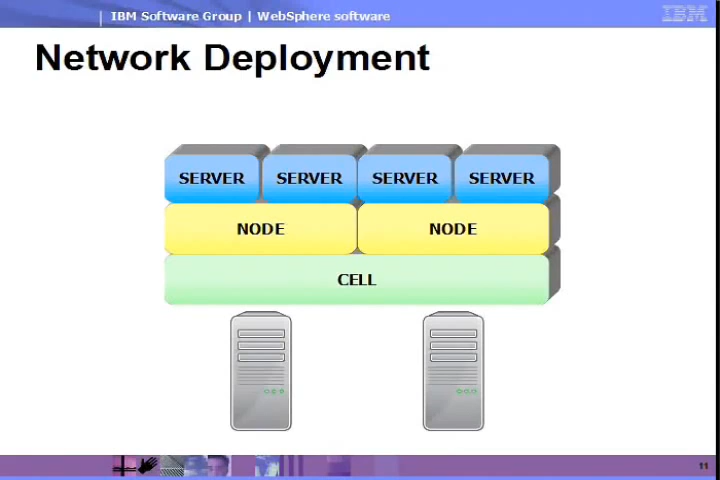 IBM Software Group | WebSphere software
IBM
Network Deployment
SERVER SERVER SERVER SERVER
NODE NODE
CELL
11